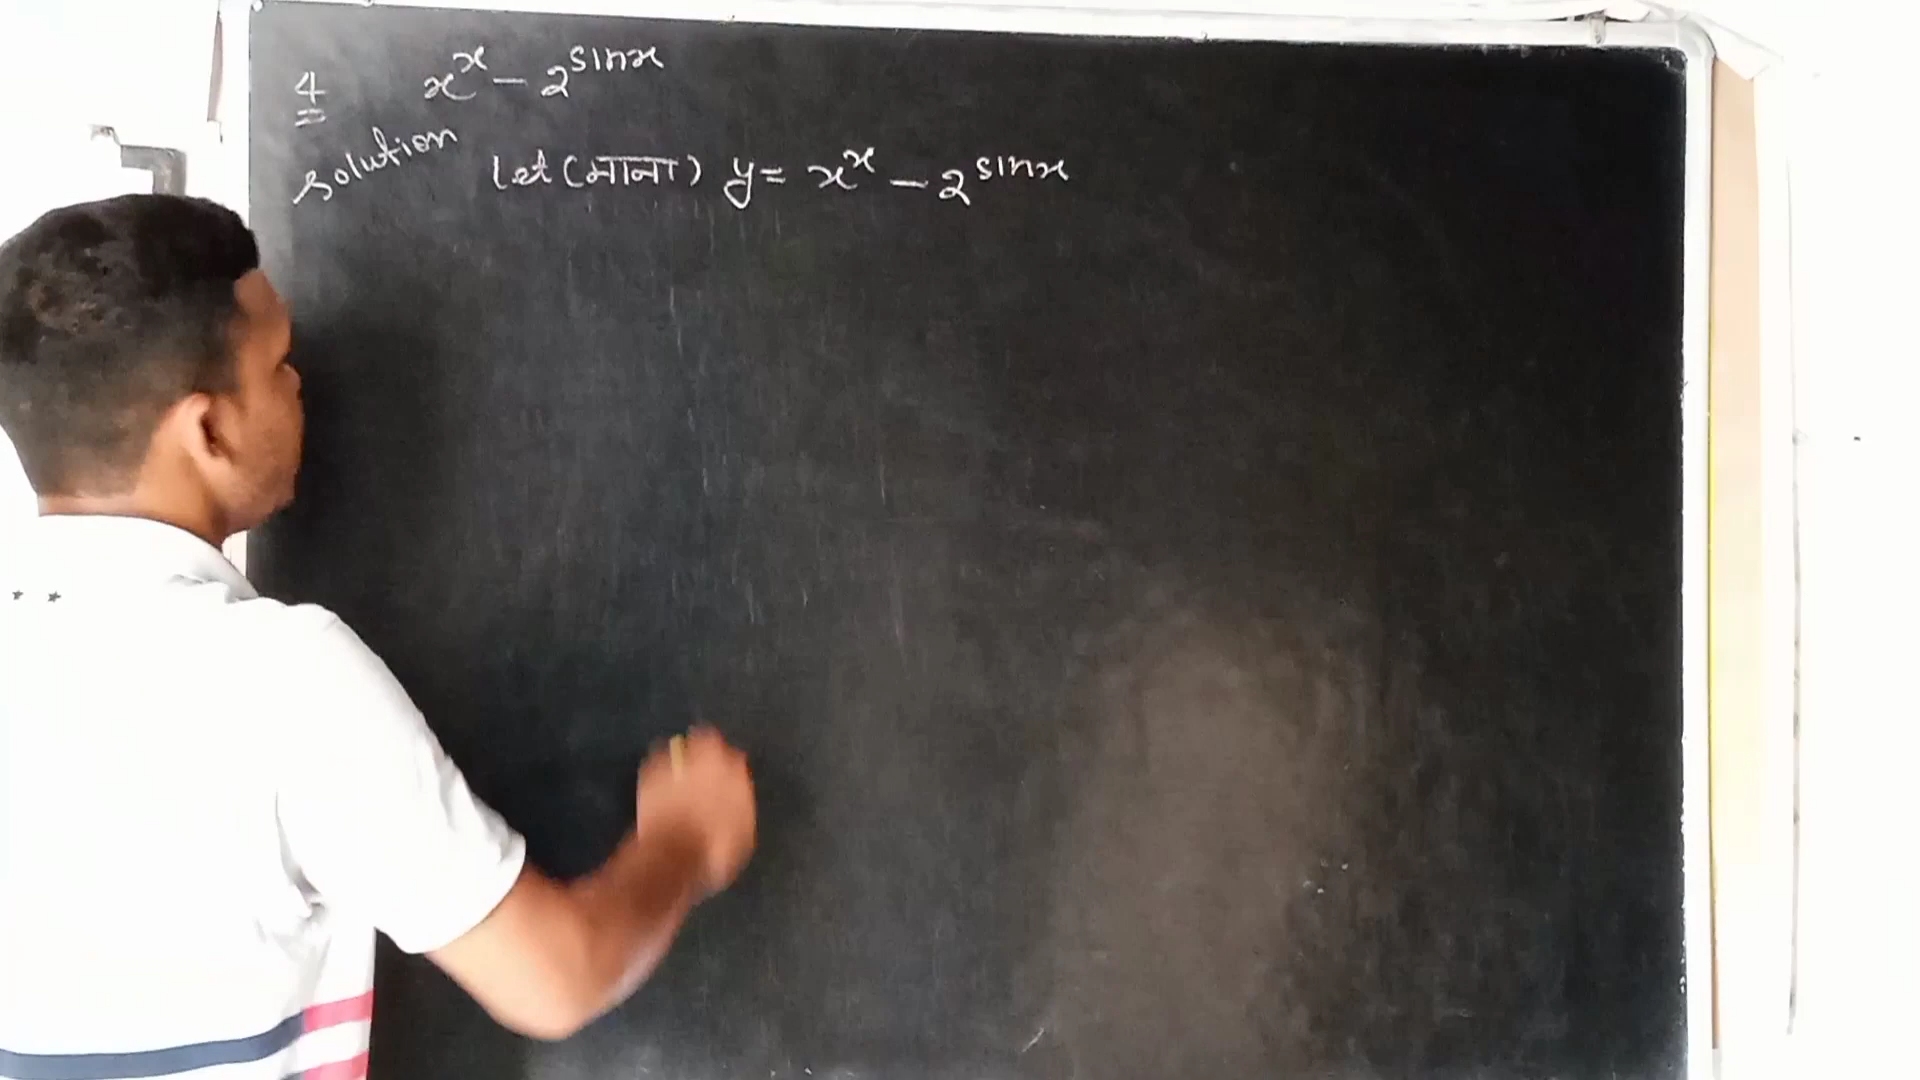 4 x^x - 2^sinx
Solution Let (माना) y = x^x - 2^sinx